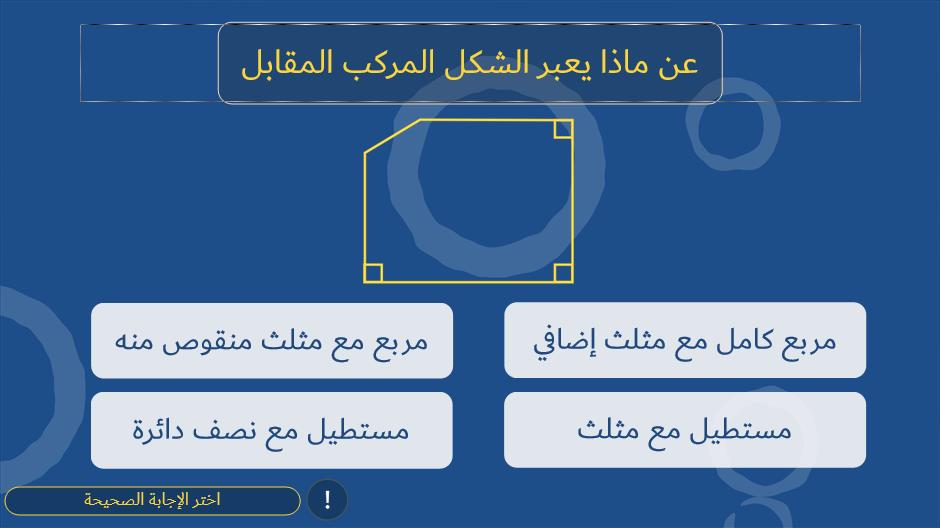 عن ماذا يعبر الشكل المركب المقابل
مربع كامل مع مثلث إضافي
مربع مع مثلث منقوص منه
مستطيل مع مثلث
مستطيل مع نصف دائرة
!
اختر الإجابة الصحيحة